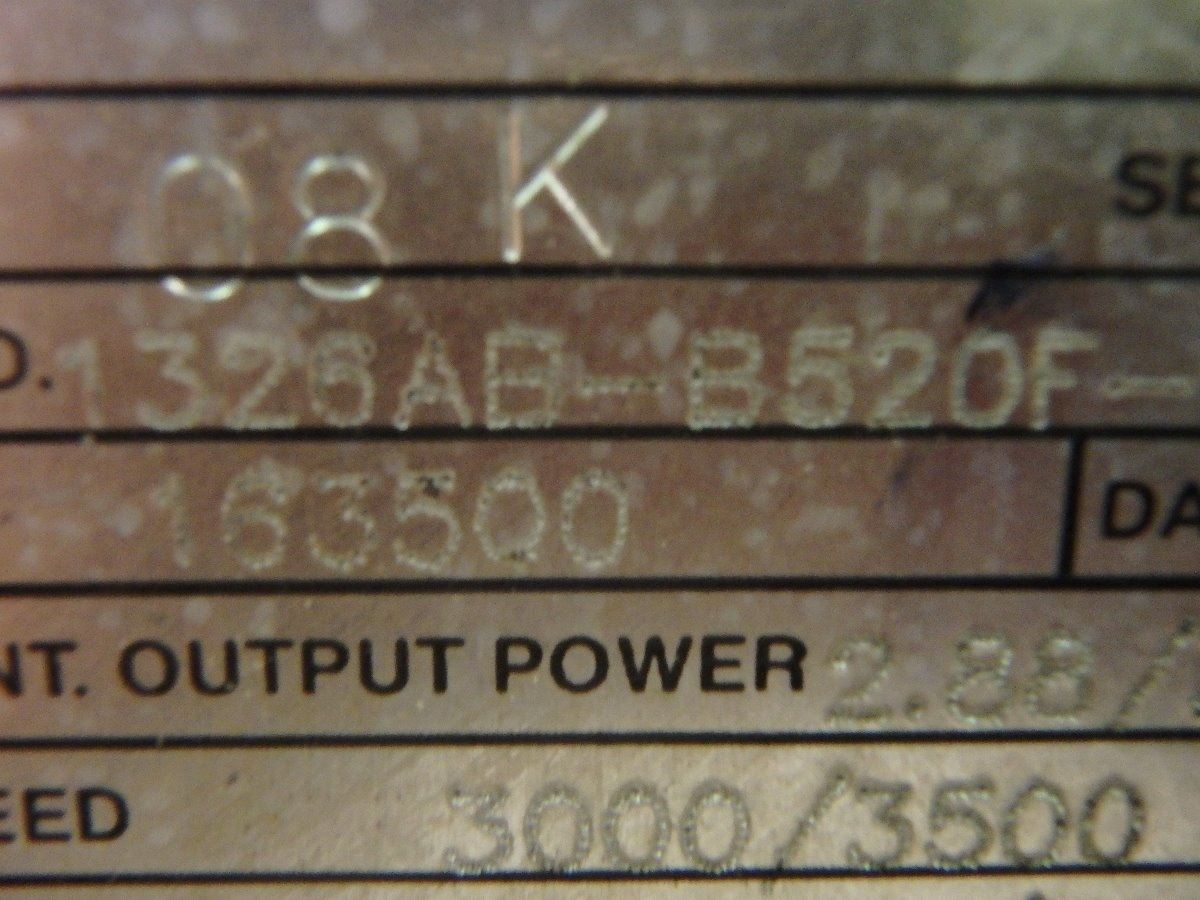 08 K SE
O. 1326AB-B520F-
163500 DA
NT. OUTPUT POWER 2.88/
EED 3000/3500